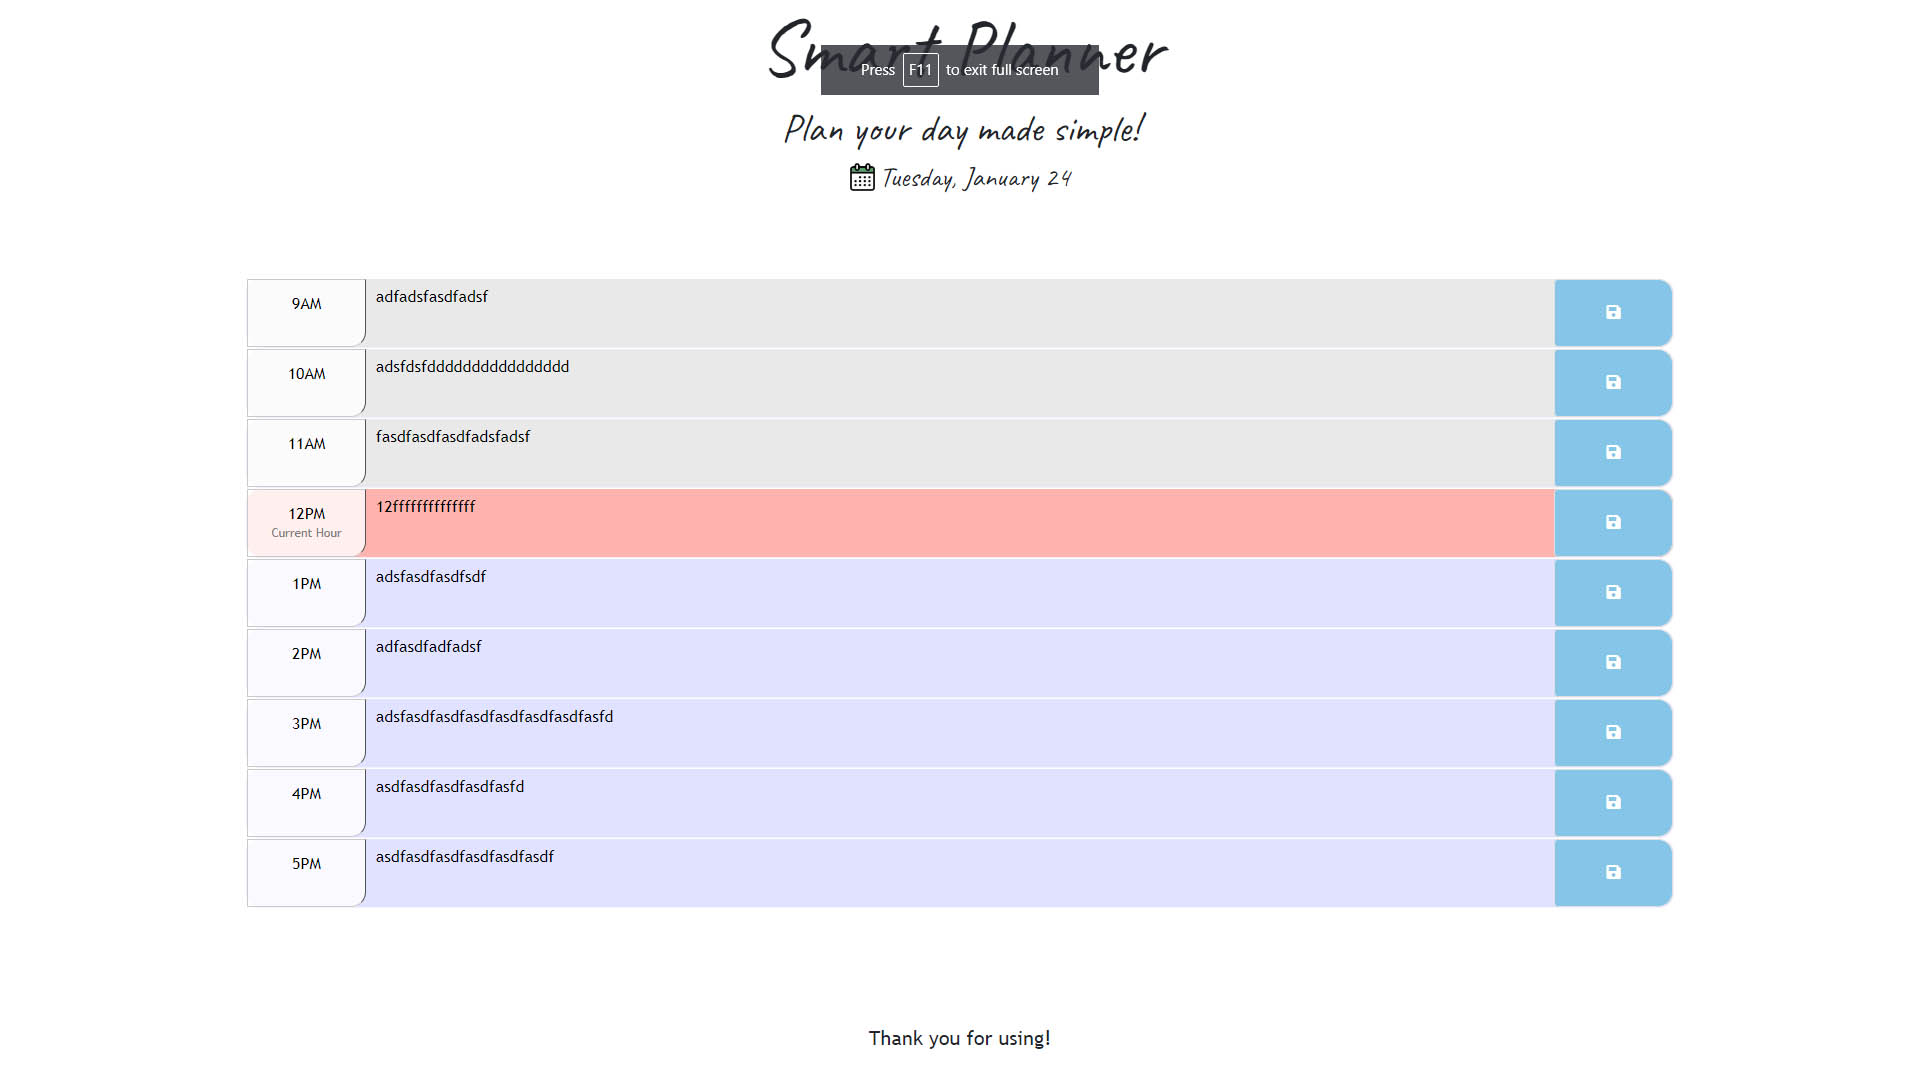 Smart Planner
Press F11 to exit full screen
Plan your day made simple!
Tuesday, January 24
9AM
adfadsfasdfadsf
10AM
adsfdsfdddddddddddddddd
11AM
fasdfasdfasdfadsfadsf
12PM
Current Hour
12ffffffffffffff
1PM
adsfasdfasdfsdf
2PM
adfasdfadfadsf
3PM
adsfasdfasdfasdfasdfasdfasdfasfd
4PM
asdfasdfasdfasdfasfd
5PM
asdfasdfasdfasdfasdfasdf
Thank you for using!